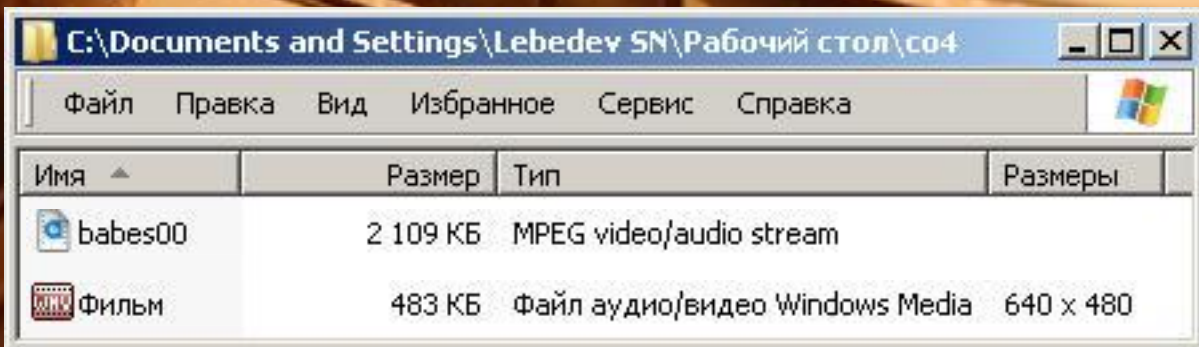 C:\Documents and Settings\Lebedev SN\Рабочий стол\со4
Файл Правка Вид Избранное Сервис Справка
Имя Размер Тип Размеры
babes00 2 109 КБ MPEG video/audio stream
Фильм 483 КБ Файл аудио/видео Windows Media 640 x 480